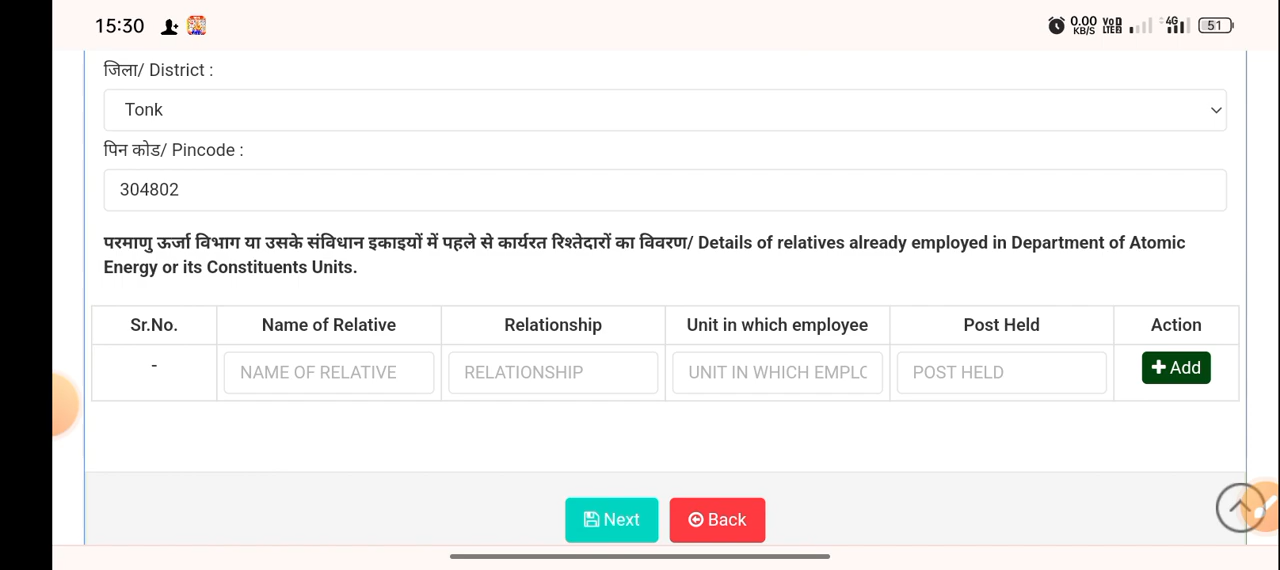 15:30
0.00 KB/S VoD LTE 4G 51
जिला/ District :
Tonk
पिन कोड/ Pincode :
304802
परमाणु ऊर्जा विभाग या उसके संविधान इकाइयों में पहले से कार्यरत रिश्तेदारों का विवरण/ Details of relatives already employed in Department of Atomic
Energy or its Constituents Units.
Sr.No. Name of Relative Relationship Unit in which employee Post Held Action
- NAME OF RELATIVE RELATIONSHIP UNIT IN WHICH EMPLC POST HELD + Add
Next Back